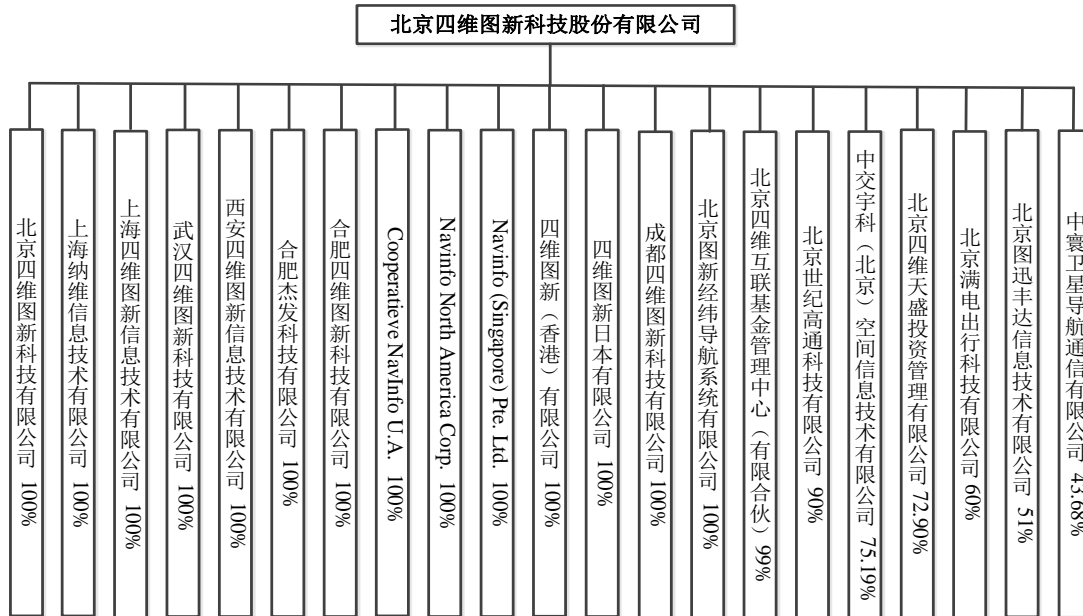 北京四维图新科技股份有限公司
北京四维图新科技有限公司 100%
上海纳维信息技术有限公司 100%
上海四维图新信息技术有限公司 100%
武汉四维图新科技有限公司 100%
西安四维图新信息技术有限公司 100%
合肥杰发科技有限公司 100%
合肥四维图新科技有限公司 100%
Cooperatieve NavInfo U.A. 100%
Navinfo North America Corp. 100%
Navinfo (Singapore) Pte. Ltd. 100%
四维图新（香港）有限公司 100%
四维图新日本有限公司 100%
成都四维图新科技有限公司 100%
北京图新经纬导航系统有限公司 100%
北京四维互联基金管理中心（有限合伙）99%
北京世纪高通科技有限公司 90%
中交宇科（北京）空间信息技术有限公司 75.19%
北京四维天盛投资管理有限公司 72.90%
北京满电出行科技有限公司 60%
北京图迅丰达信息技术有限公司 51%
中寰卫星导航通信有限公司 43.68%